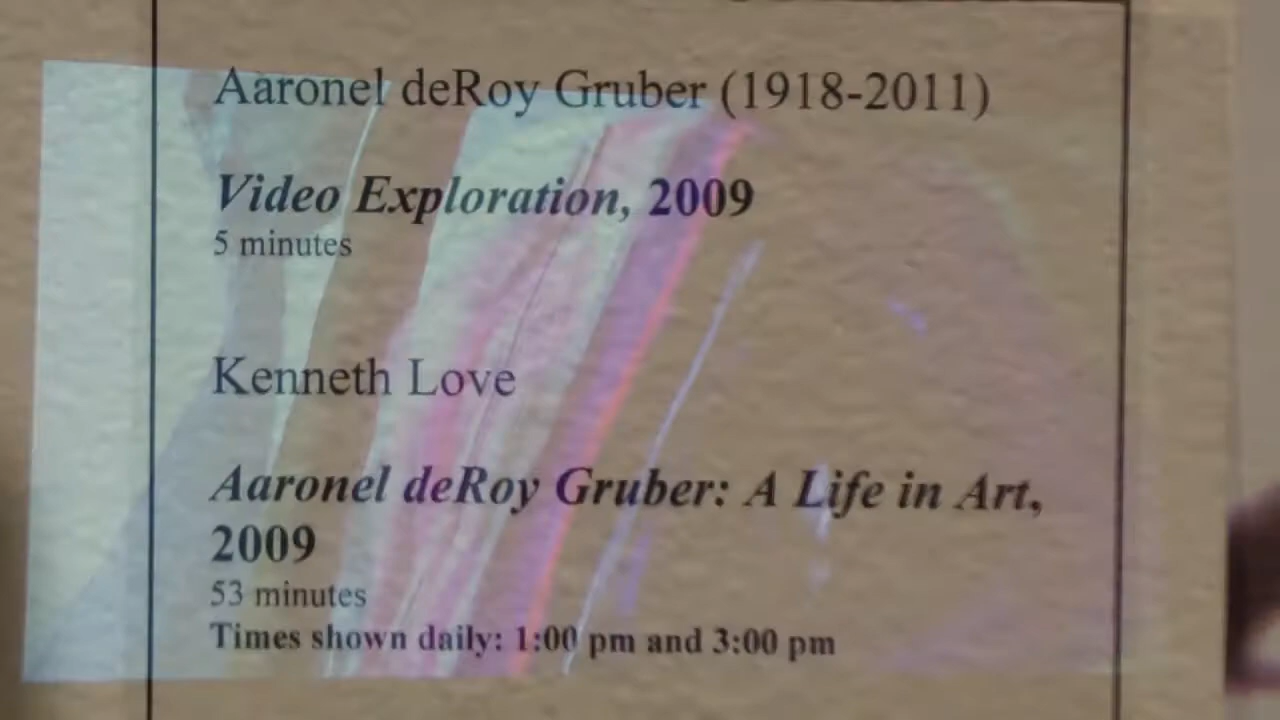 Aaronel deRoy Gruber (1918-2011)
Video Exploration, 2009
5 minutes
Kenneth Love
Aaronel deRoy Gruber: A Life in Art,
2009
53 minutes
Times shown daily: 1:00 pm and 3:00 pm